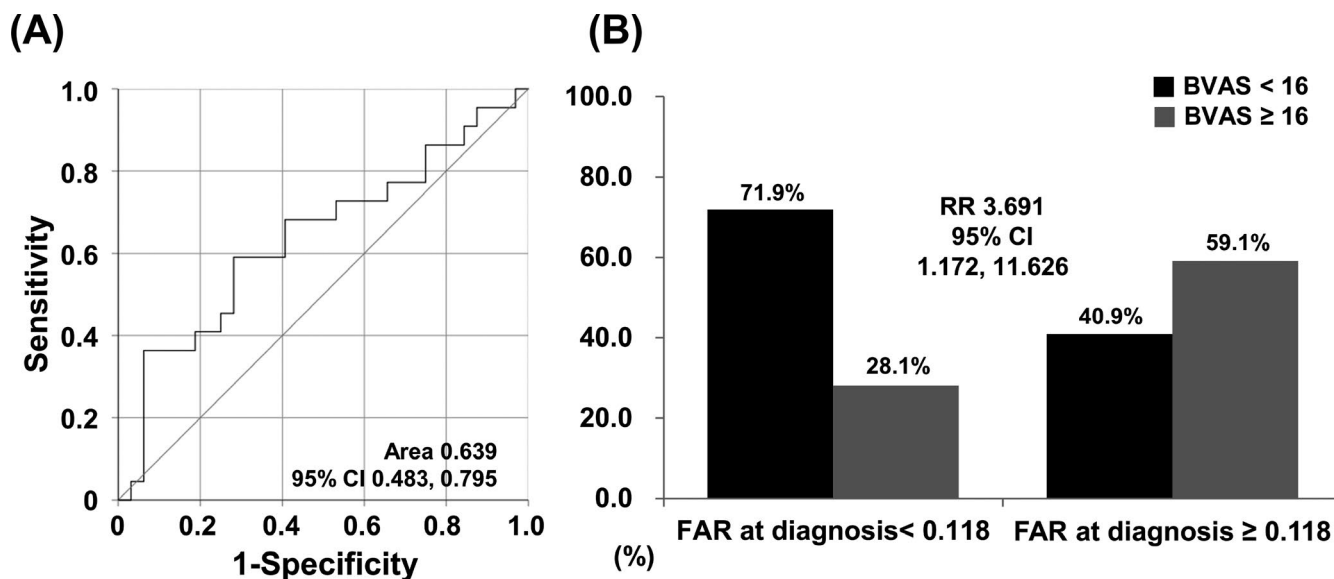 (A)
1.0
0.8
0.6
0.4
0.2
0
Sensitivity
Area 0.639
95% CI 0.483, 0.795
0 0.2 0.4 0.6 0.8 1.0
1-Specificity
(B)
BVAS < 16
BVAS ≥ 16
100.0
80.0
60.0
40.0
20.0
0.0
(%)
71.9%
28.1%
RR 3.691
95% CI
1.172, 11.626
40.9%
59.1%
FAR at diagnosis< 0.118 FAR at diagnosis ≥ 0.118